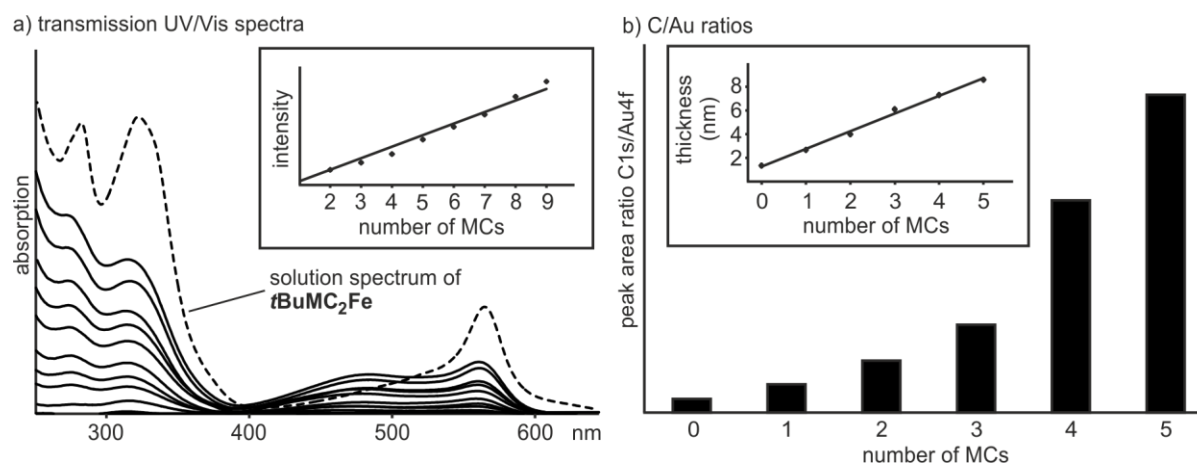 a) transmission UV/Vis spectra
absorption
intensity
2 3 4 5 6 7 8 9
number of MCs
solution spectrum of
tBuMC₂Fe
300 400 500 600 nm
b) C/Au ratios
peak area ratio C1s/Au4f
thickness
(nm)
8
6
4
2
0 1 2 3 4 5
number of MCs
0 1 2 3 4 5
number of MCs